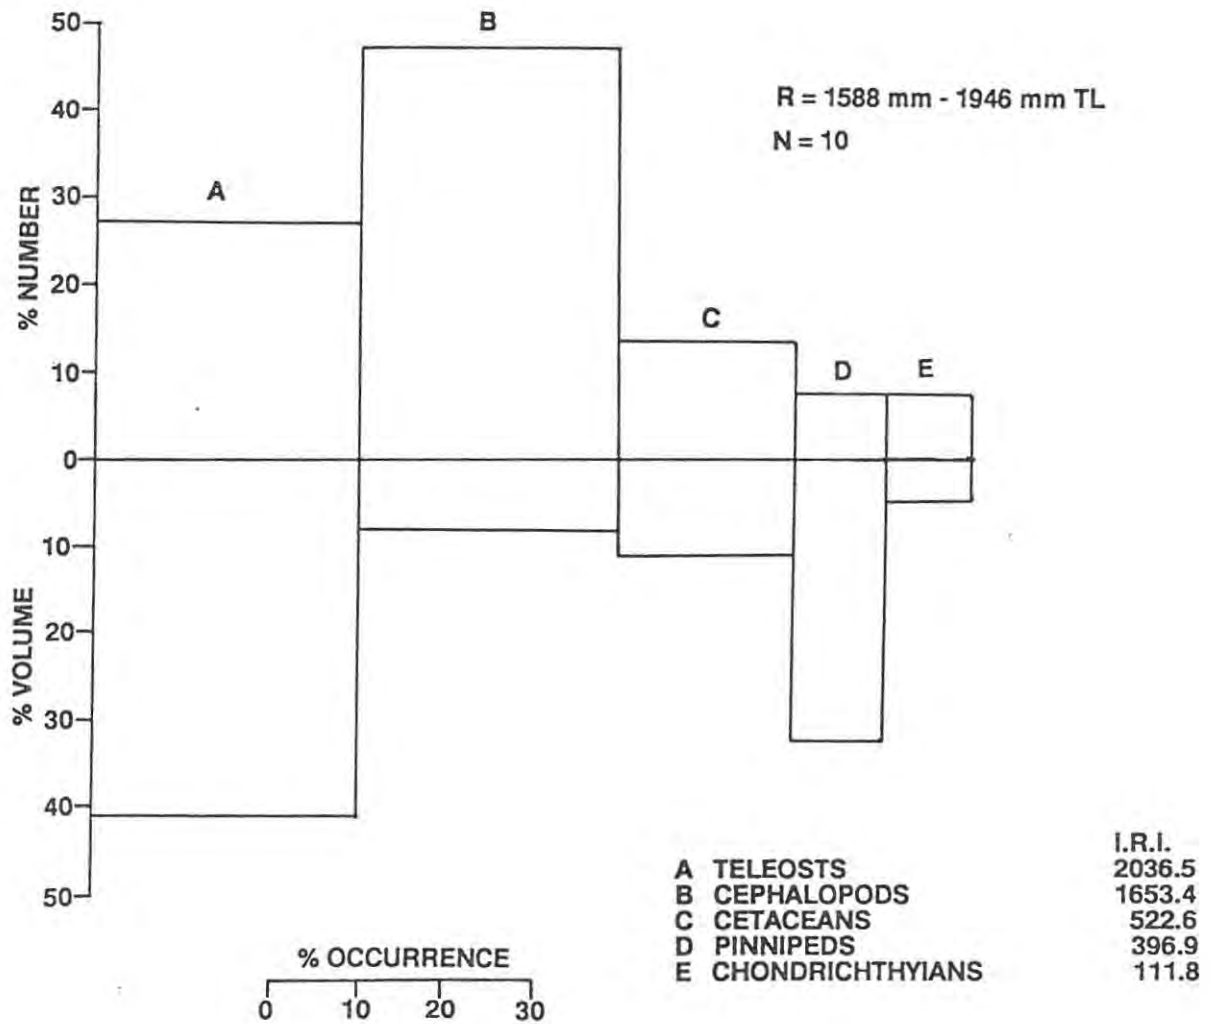 50
B
R = 1588 mm - 1946 mm TL
40
N = 10
A
30
% NUMBER
20
C
10
D
E
0
10
% VOLUME
20
30
40
50
I.R.I.
A TELEOSTS 2036.5
B CEPHALOPODS 1653.4
C CETACEANS 522.6
D PINNIPEDS 396.9
E CHONDRICHTHYIANS 111.8
% OCCURRENCE
0 10 20 30